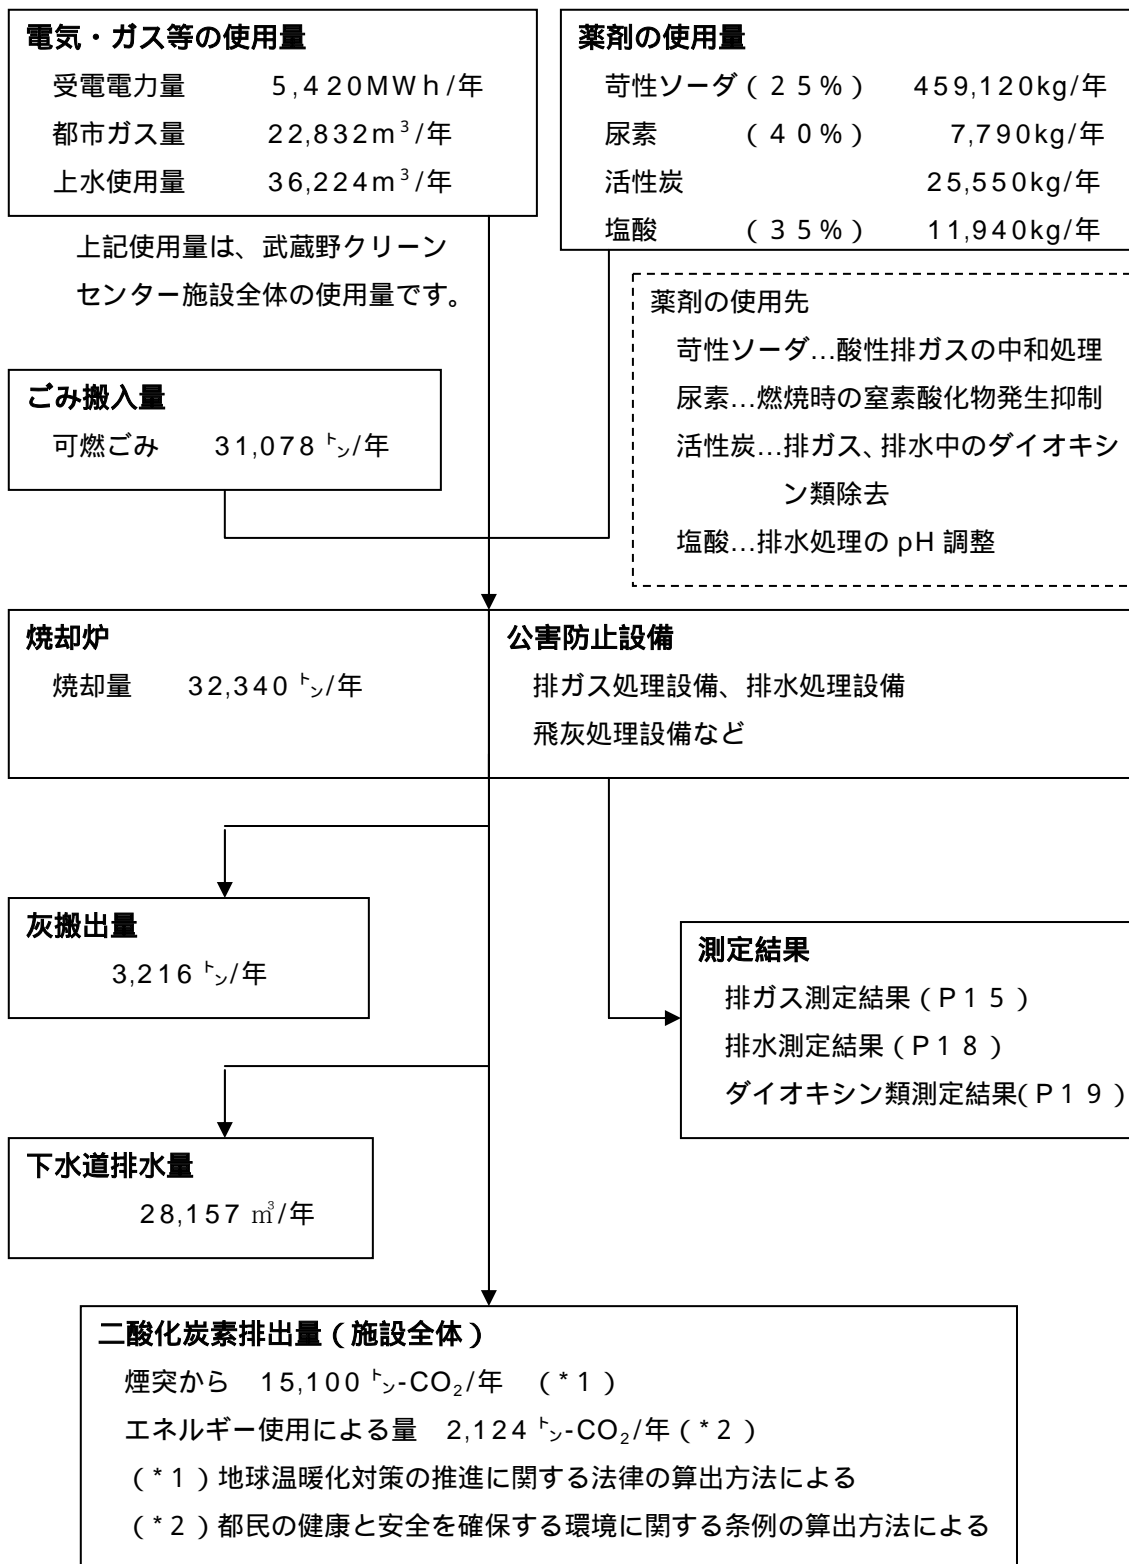 電気・ガス等の使用量
受電電力量 5,420MWh/年
都市ガス量 22,832m³/年
上水使用量 36,224m³/年
上記使用量は、武蔵野クリーン
センター施設全体の使用量です。
薬剤の使用量
苛性ソーダ(25%) 459,120kg/年
尿素 (40%) 7,790kg/年
活性炭 25,550kg/年
塩酸 (35%) 11,940kg/年
薬剤の使用先
苛性ソーダ…酸性排ガスの中和処理
尿素…燃焼時の窒素酸化物発生抑制
活性炭…排ガス、排水中のダイオキシ
ン類除去
塩酸…排水処理の pH 調整
ごみ搬入量
可燃ごみ 31,078 ㌧/年
焼却炉
焼却量 32,340 ㌧/年
公害防止設備
排ガス処理設備、排水処理設備
飛灰処理設備など
灰搬出量
3,216 ㌧/年
測定結果
排ガス測定結果(P15)
排水測定結果(P18)
ダイオキシン類測定結果(P19)
下水道排水量
28,157 ㎥/年
二酸化炭素排出量(施設全体)
煙突から 15,100 ㌧-CO₂/年 (*1)
エネルギー使用による量 2,124 ㌧-CO₂/年(*2)
(*1)地球温暖化対策の推進に関する法律の算出方法による
(*2)都民の健康と安全を確保する環境に関する条例の算出方法による